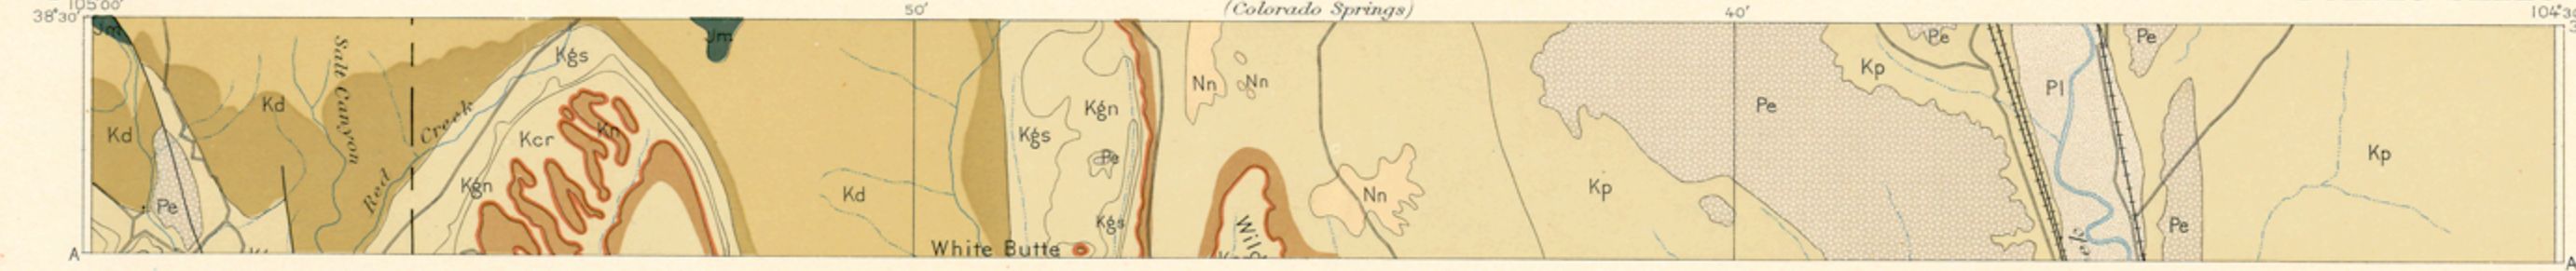 105°00' 50' (Colorado Springs) 40'
38°30'
Jm Jm Pe Pe
Kgs
Salt Canyon
Kp
Nn Nn
Pl
Kd Kgn Pe
Creek
Kd Kcr Kn Kgs
Pe Kp
Kgn Kd Nn Kp
Red
Pe Kgs Pe
White Butte
A